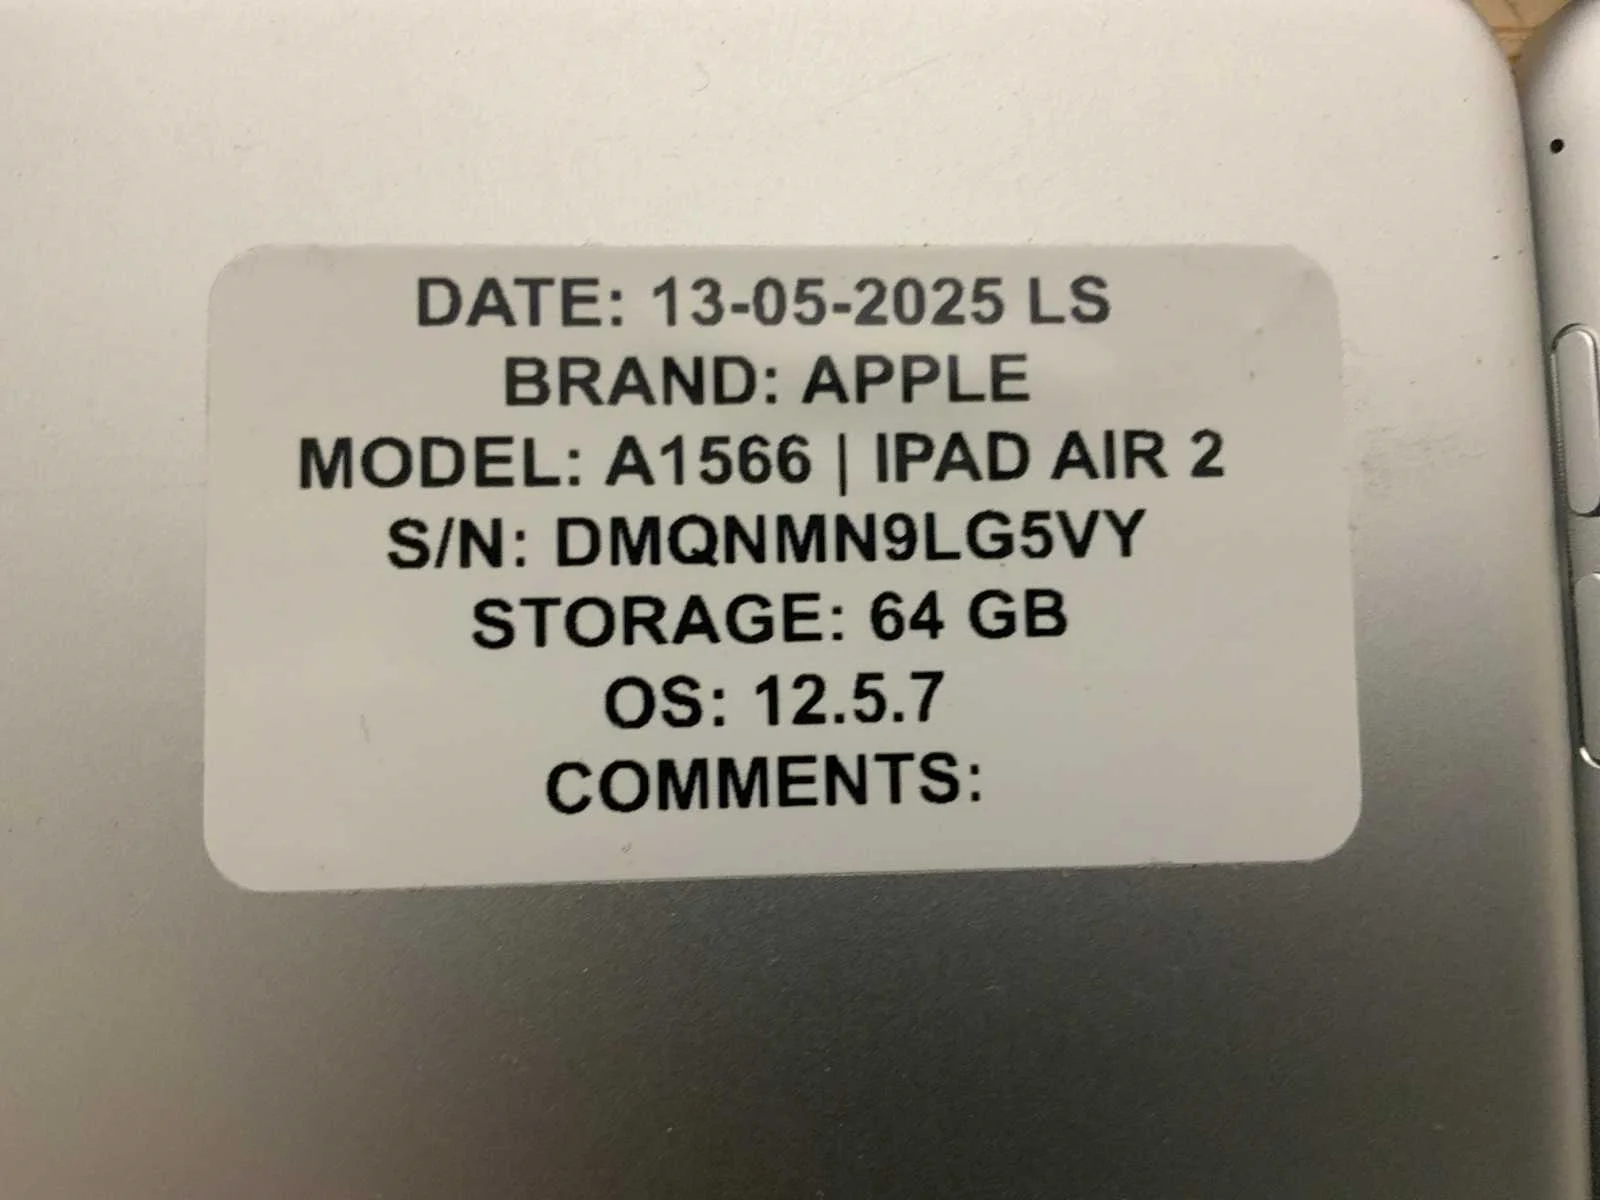 DATE: 13-05-2025 LS
BRAND: APPLE
MODEL: A1566 | IPAD AIR 2
S/N: DMQNMN9LG5VY
STORAGE: 64 GB
OS: 12.5.7
COMMENTS: